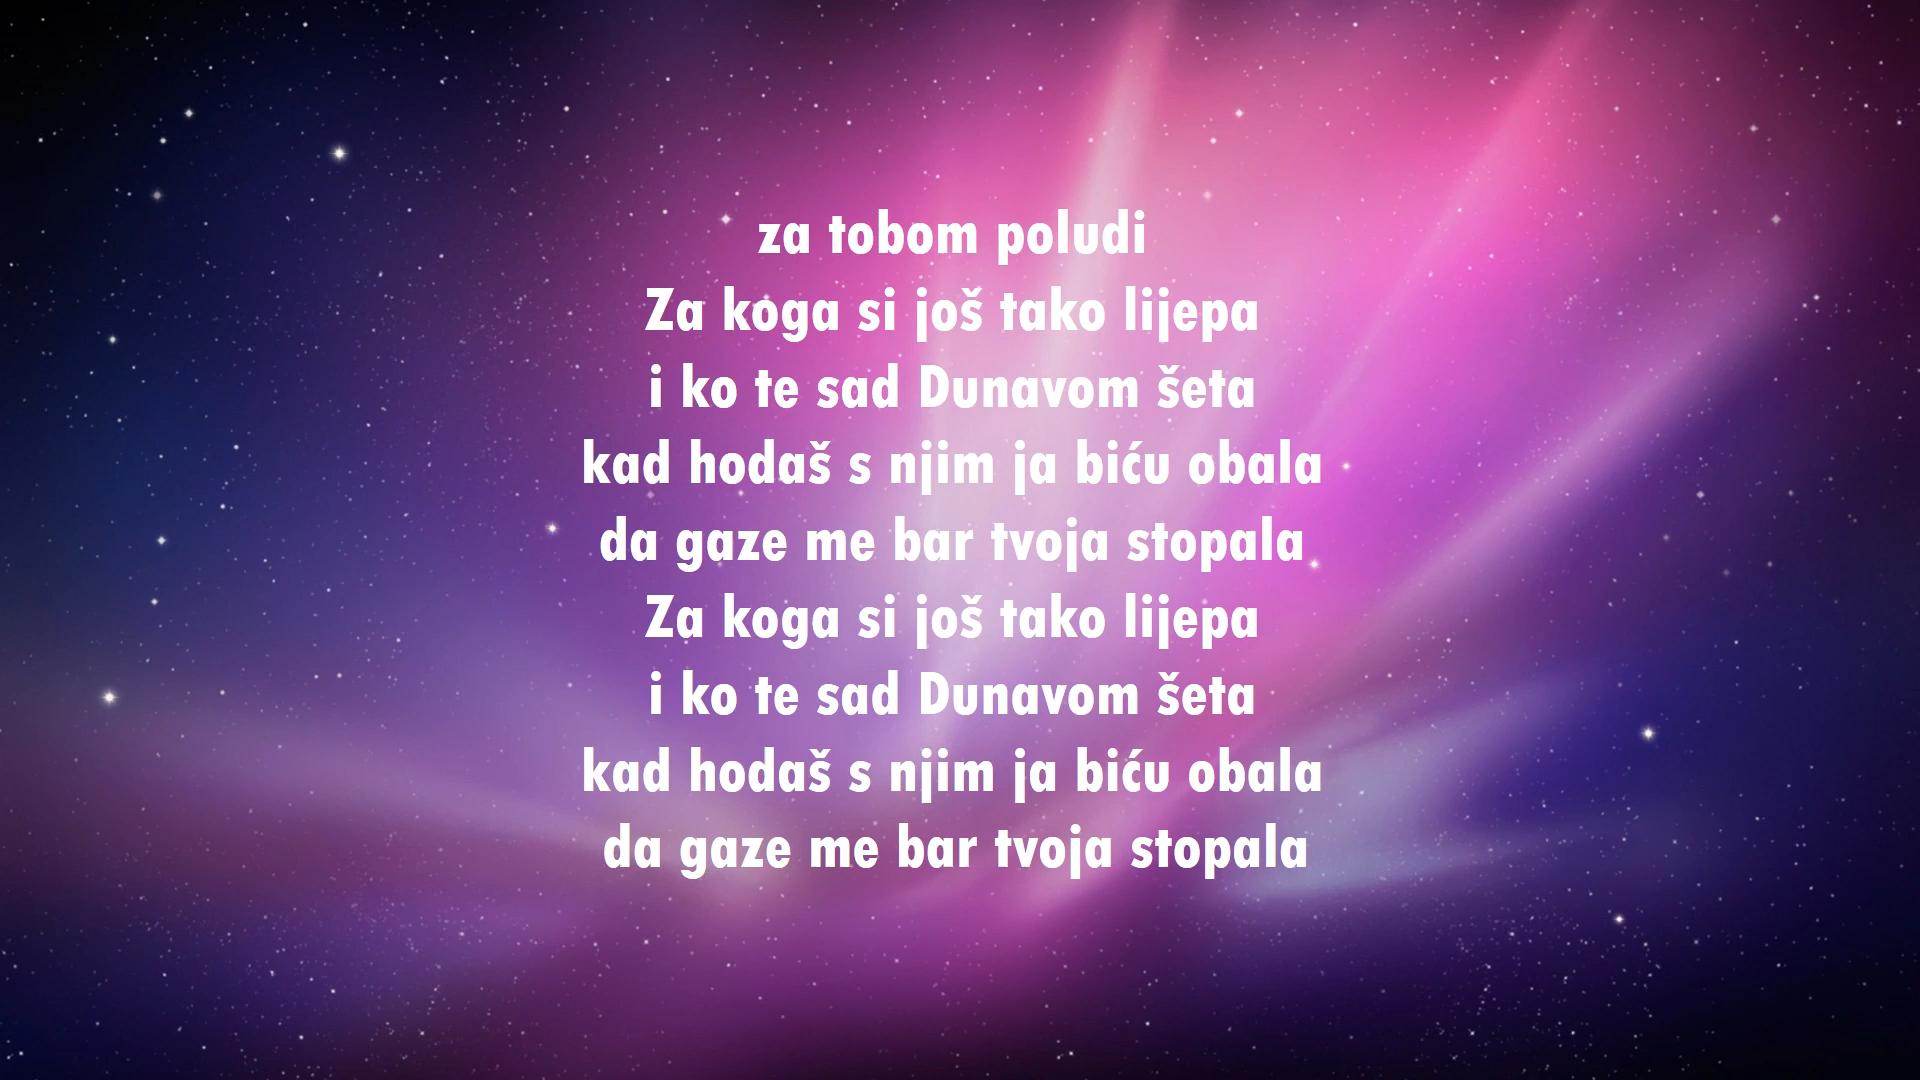 za tobom poludi
Za koga si još tako lijepa
i ko te sad Dunavom šeta
kad hodaš s njim ja biću obala
da gaze me bar tvoja stopala
Za koga si još tako lijepa
i ko te sad Dunavom šeta
kad hodaš s njim ja biću obala
da gaze me bar tvoja stopala